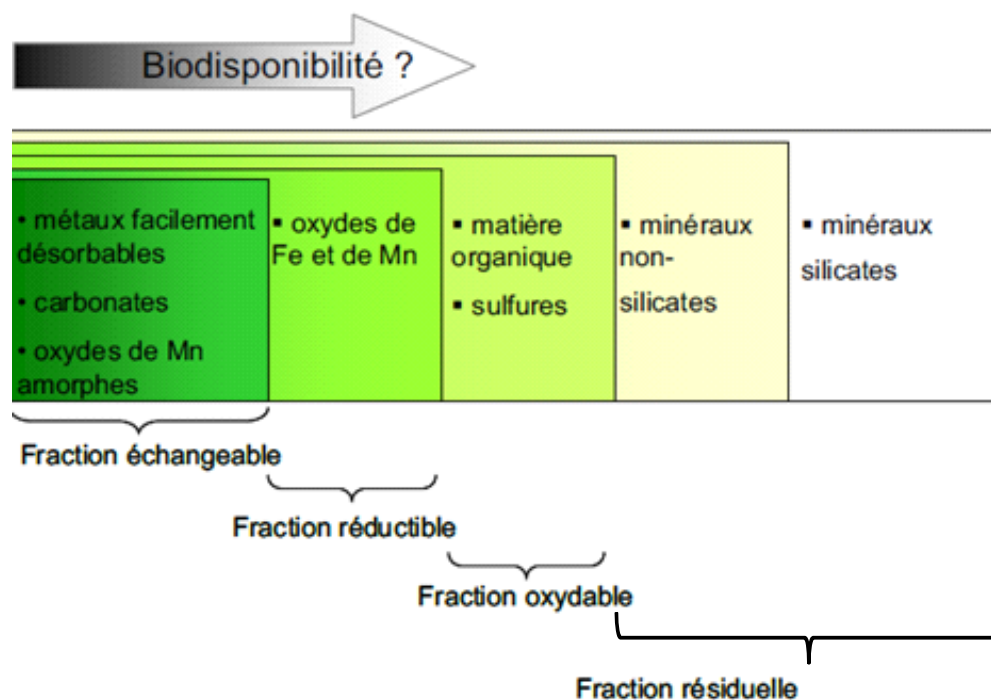 Biodisponibilité ?
• métaux facilement
désorbables
• carbonates
• oxydes de Mn
amorphes
▪ oxydes de
Fe et de Mn
▪ matière
organique
▪ sulfures
▪ minéraux
non-
silicates
▪ minéraux
silicates
Fraction échangeable
Fraction réductible
Fraction oxydable
Fraction résiduelle